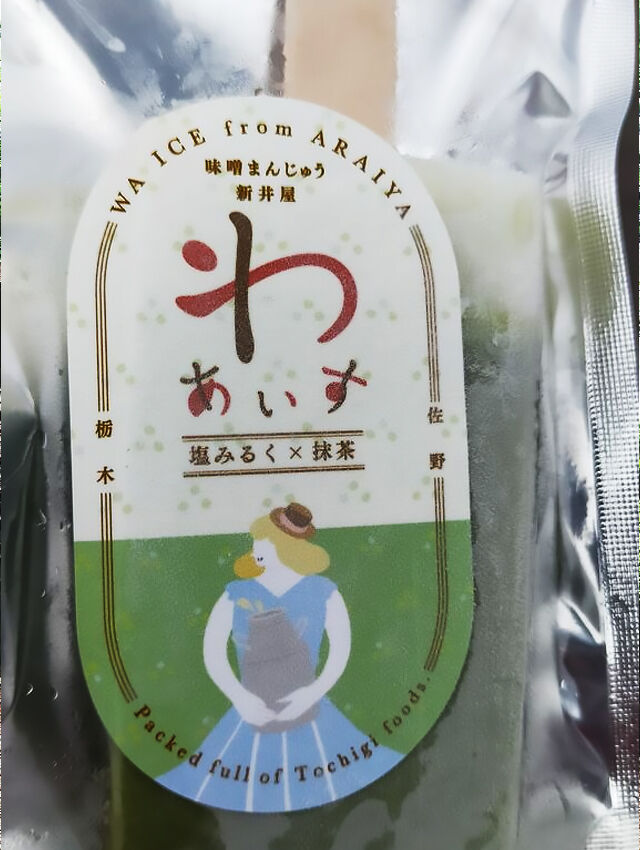 WA ICE from ARAIYA
味噌まんじゅう
新井屋
わ
あいす
塩みるく×抹茶
栃木
佐野
Packed full of Tochigi foods.